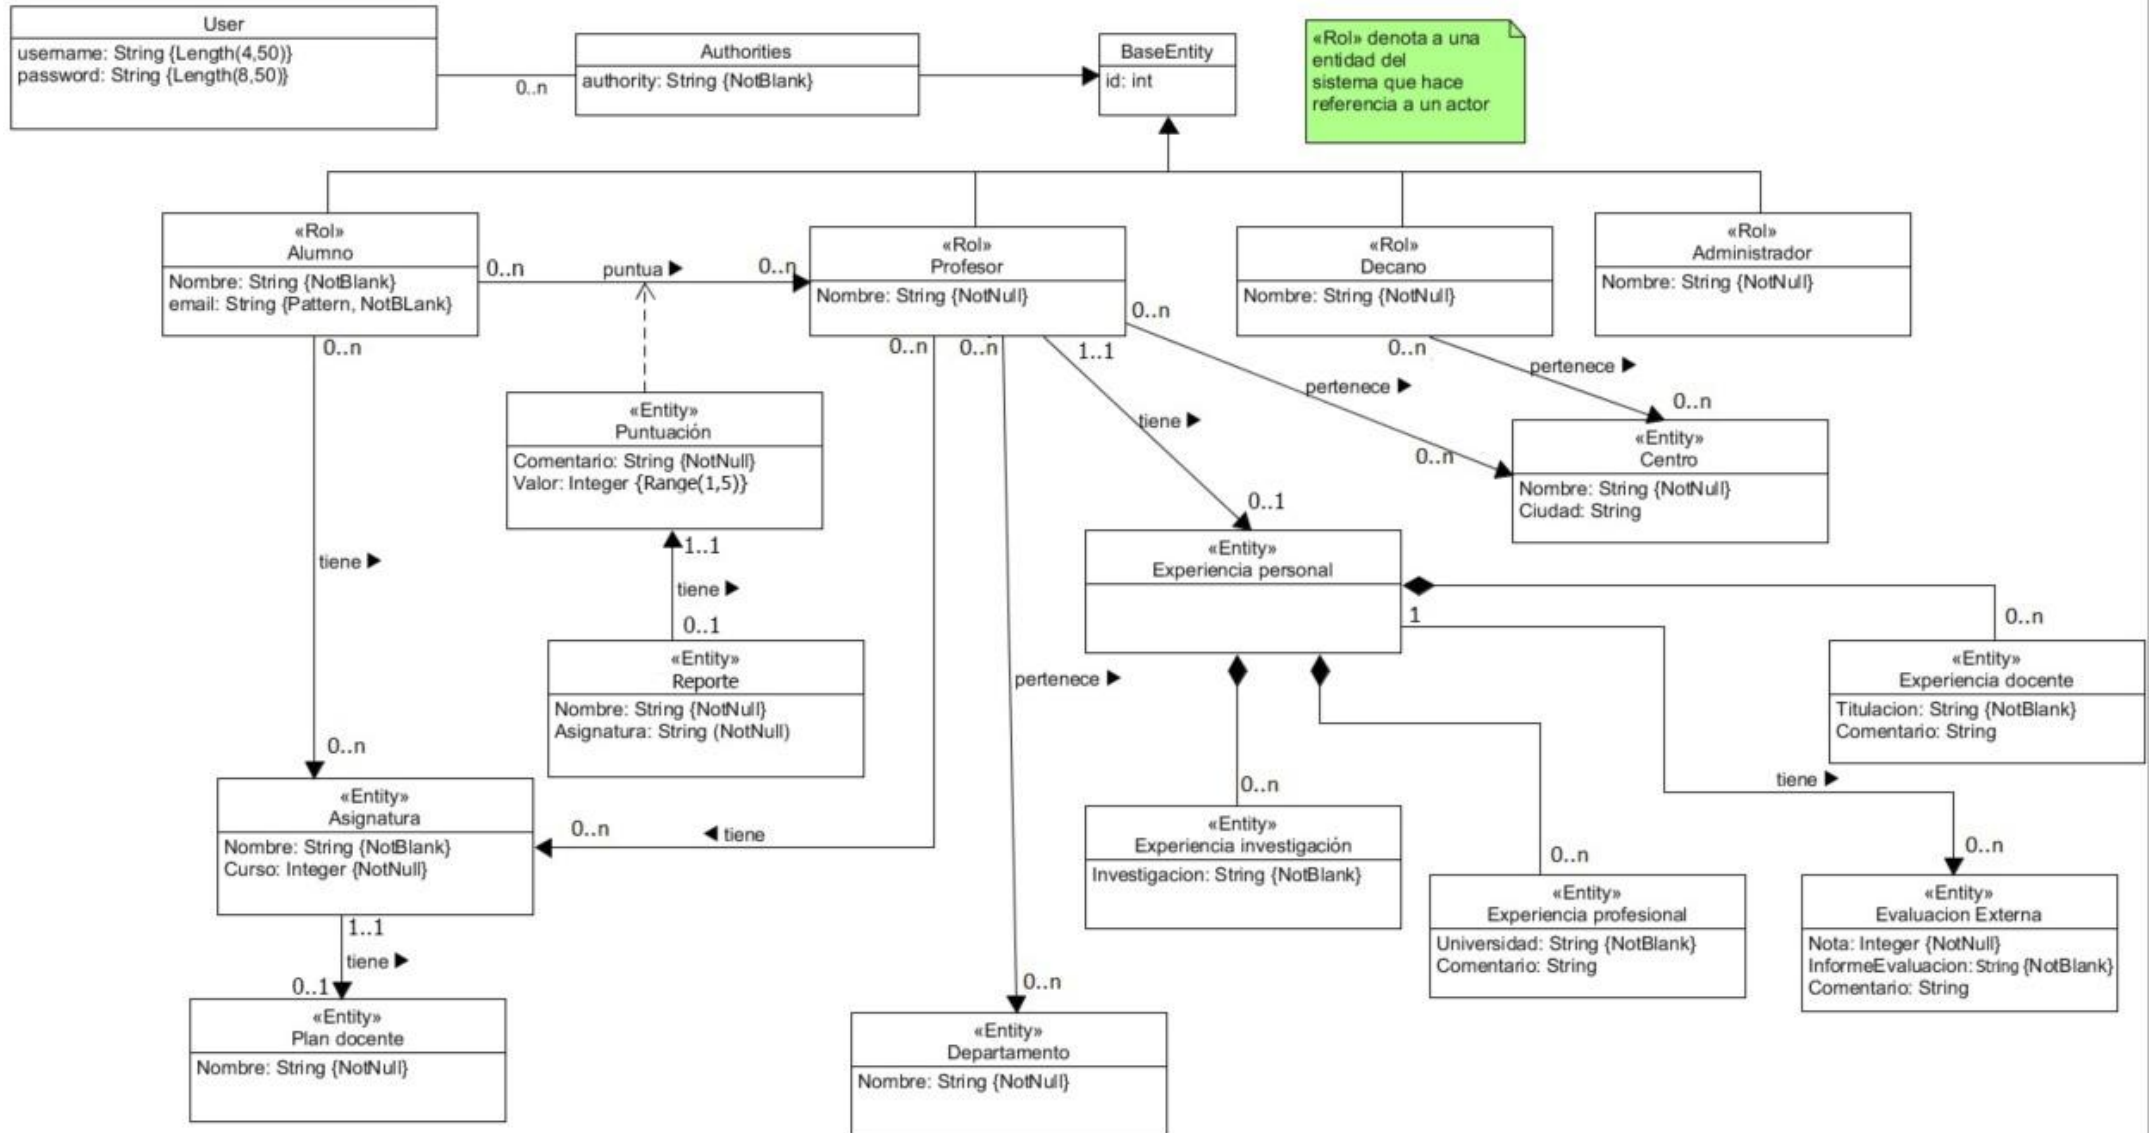 User
username: String {Length(4,50)}
password: String {Length(8,50)}
0..n
Authorities
authority: String {NotBlank}
BaseEntity
id: int
«Rol» denota a una
entidad del
sistema que hace
referencia a un actor
«Rol»
Alumno
Nombre: String {NotBlank}
email: String {Pattern, NotBLank}
0..n
puntua
0..n
«Rol»
Profesor
Nombre: String {NotNull}
«Rol»
Decano
Nombre: String {NotNull}
«Rol»
Administrador
Nombre: String {NotNull}
0..n
0..n
0..n
1..1
0..n
pertenece
0..n
0..n
pertenece
0..n
«Entity»
Puntuación
Comentario: String {NotNull}
Valor: Integer {Range(1,5)}
tiene
0..1
«Entity»
Centro
Nombre: String {NotNull}
Ciudad: String
tiene
1..1
tiene
0..1
«Entity»
Reporte
Nombre: String {NotNull}
Asignatura: String (NotNull)
«Entity»
Experiencia personal
1
0..n
«Entity»
Experiencia docente
Titulacion: String {NotBlank}
Comentario: String
pertenece
0..n
«Entity»
Asignatura
Nombre: String {NotBlank}
Curso: Integer {NotNull}
0..n
tiene
0..n
«Entity»
Experiencia investigación
Investigacion: String {NotBlank}
tiene
0..n
«Entity»
Experiencia profesional
Universidad: String {NotBlank}
Comentario: String
0..n
«Entity»
Evaluacion Externa
Nota: Integer {NotNull}
InformeEvaluacion: String {NotBlank}
Comentario: String
1..1
tiene
0..1
«Entity»
Plan docente
Nombre: String {NotNull}
0..n
«Entity»
Departamento
Nombre: String {NotNull}